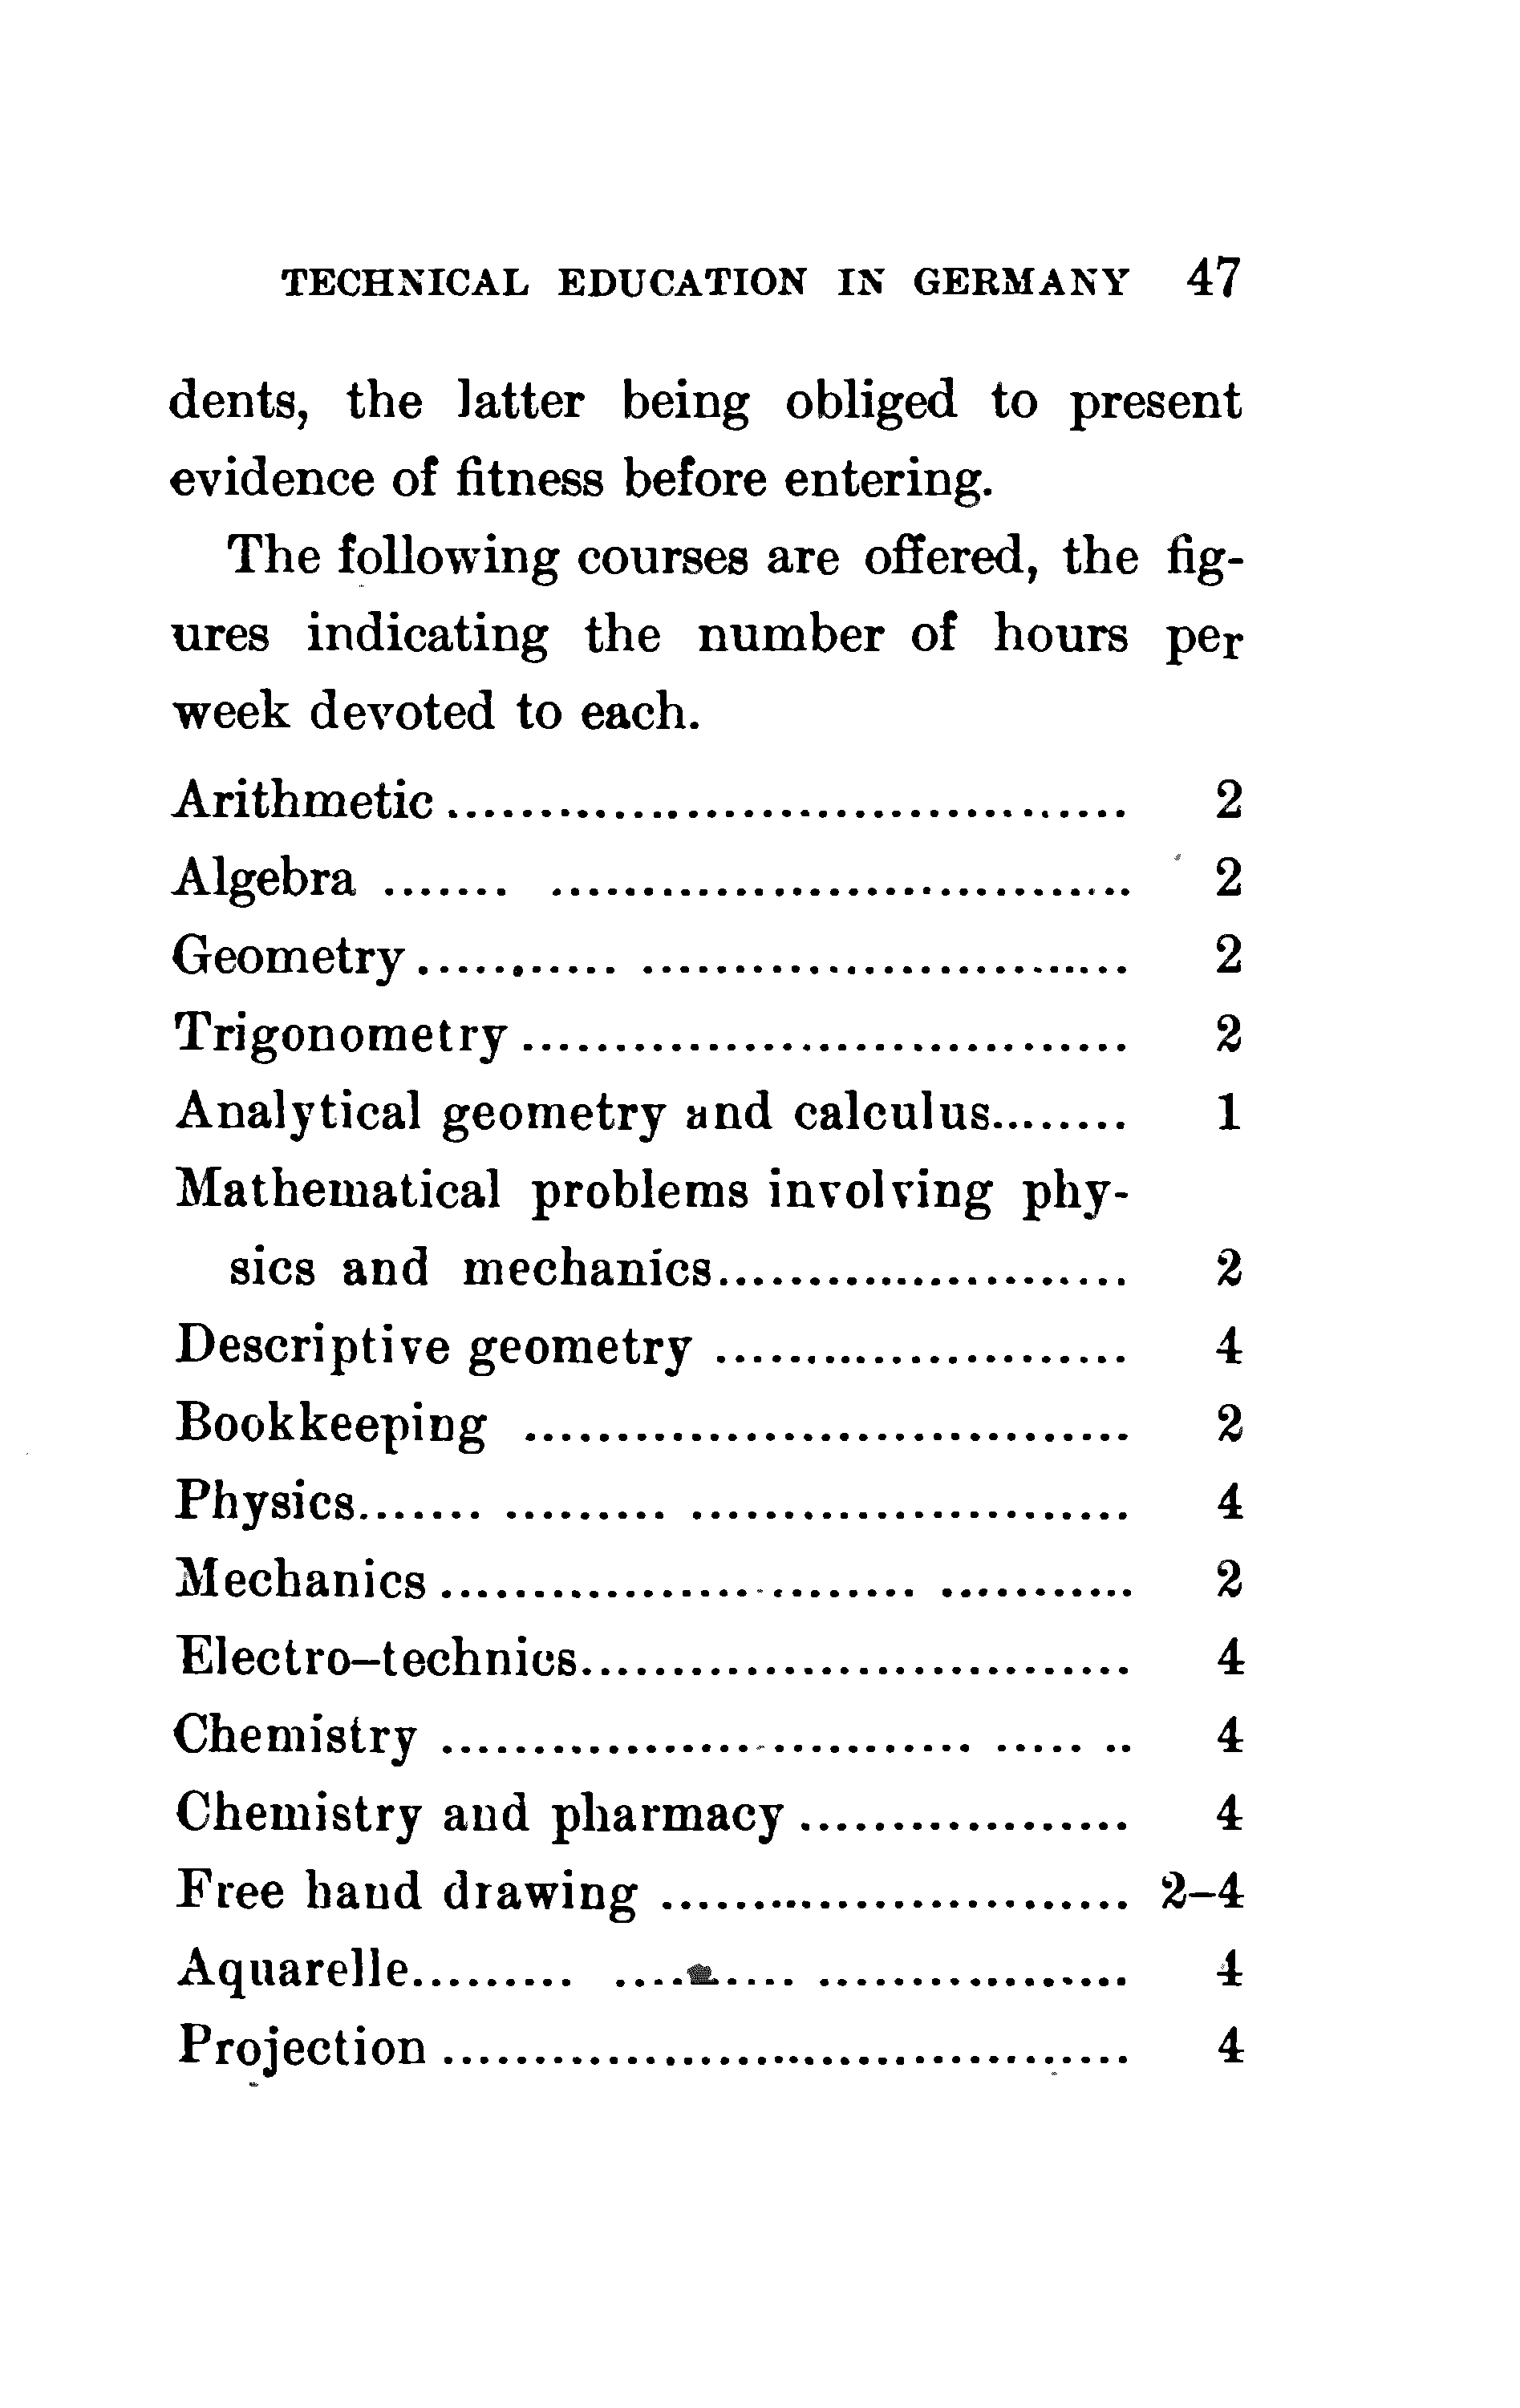 TECHNICAL EDUCATION IN GERMANY 47
dents, the latter being obliged to present
evidence of fitness before entering.
The following courses are offered, the fig-
ures indicating the number of hours per
week devoted to each.
Arithmetic ..................................... 2
Algebra ....... ................................ 2
Geometry........... ........................... 2
Trigonometry................................. 2
Analytical geometry and calculus........ 1
Mathematical problems involving phy-
sics and mechanics....................... 2
Descriptive geometry ....................... 4
Bookkeeping ................................. 2
Physics....... ......... ........................ 4
Mechanics .......................... ........... 2
Electro-technics.............................. 4
Chemistry ............................. ..... .. 4
Chemistry and pharmacy .................. 4
Free hand drawing .......................... 2-4
Aquarelle......... ......... ................. 4
Projection ...................................... 4